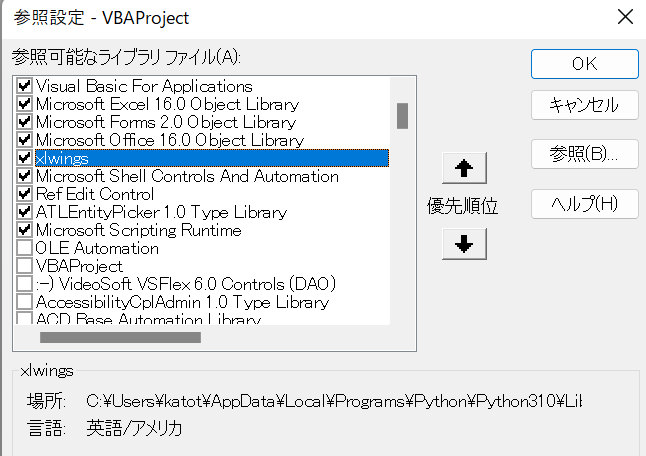 参照設定 - VBAProject
参照可能なライブラリ ファイル(A):
Visual Basic For Applications
Microsoft Excel 16.0 Object Library
Microsoft Forms 2.0 Object Library
Microsoft Office 16.0 Object Library
xlwings
Microsoft Shell Controls And Automation
Ref Edit Control
ATLEntityPicker 1.0 Type Library
Microsoft Scripting Runtime
OLE Automation
VBAProject
:-) VideoSoft VSFlex 6.0 Controls (DAO)
AccessibilityCplAdmin 1.0 Type Library
ACD Base Automation Library
優先順位
OK
キャンセル
参照(B)...
ヘルプ(H)
xlwings
場所: C:¥Users¥katot¥AppData¥Local¥Programs¥Python¥Python310¥Lib
言語: 英語/アメリカ